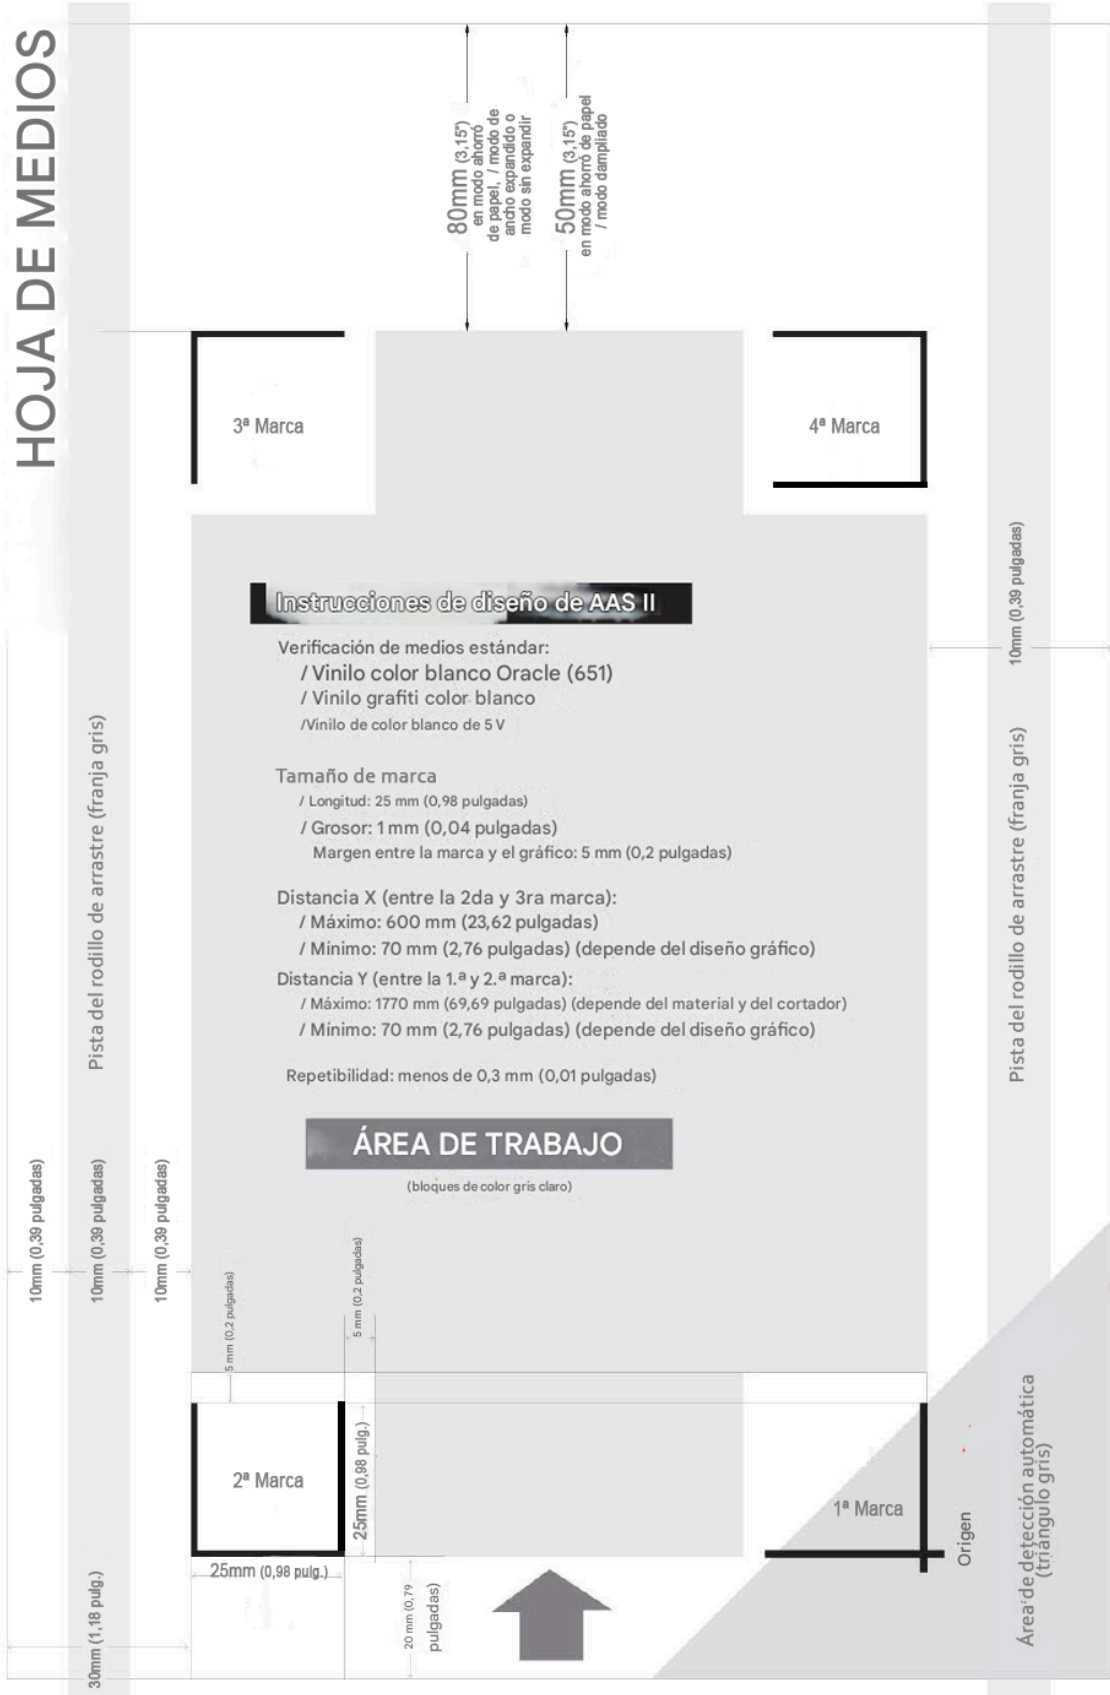 HOJA DE MEDIOS
80mm (3,15")
en modo ahorró
de papel, / modo de
ancho expandido o
modo sin expandir
50mm (3,15")
en modo ahorró de papel
/ modo dampliado
3ª Marca
4ª Marca
10mm (0,39 pulgadas)
Instrucciones de diseño de AAS II
Verificación de medios estándar:
/ Vinilo color blanco Oracle (651)
/ Vinilo grafiti color blanco
/Vinilo de color blanco de 5 V
Tamaño de marca
/ Longitud: 25 mm (0,98 pulgadas)
/ Grosor: 1 mm (0,04 pulgadas)
Margen entre la marca y el gráfico: 5 mm (0,2 pulgadas)
Distancia X (entre la 2da y 3ra marca):
/ Máximo: 600 mm (23,62 pulgadas)
/ Mínimo: 70 mm (2,76 pulgadas) (depende del diseño gráfico)
Distancia Y (entre la 1.ª y 2.ª marca):
/ Máximo: 1770 mm (69,69 pulgadas) (depende del material y del cortador)
/ Mínimo: 70 mm (2,76 pulgadas) (depende del diseño gráfico)
Repetibilidad: menos de 0,3 mm (0,01 pulgadas)
ÁREA DE TRABAJO
(bloques de color gris claro)
Pista del rodillo de arrastre (franja gris)
Pista del rodillo de arrastre (franja gris)
10mm (0,39 pulgadas)
10mm (0,39 pulgadas)
10mm (0,39 pulgadas)
5 mm (0,2 pulgadas)
5 mm (0,2 pulgadas)
2ª Marca
25mm (0,98 pulg.)
25mm (0,98 pulg.)
1ª Marca
Origen
Área de detección automática
(triángulo gris)
30mm (1,18 pulg.)
20 mm (0,79
pulgadas)